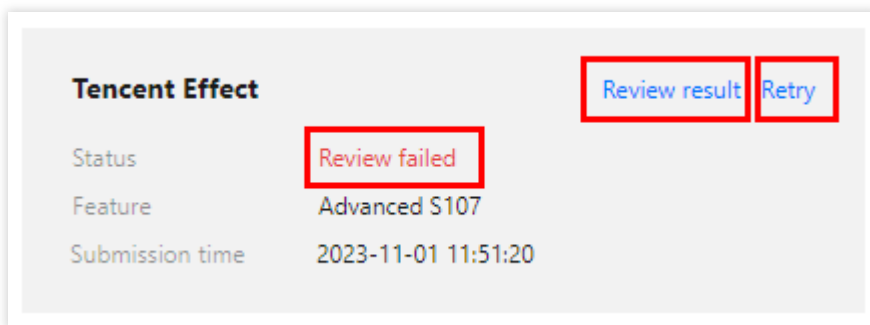 Tencent Effect Review result Retry
Status Review failed
Feature Advanced S107
Submission time 2023-11-01 11:51:20